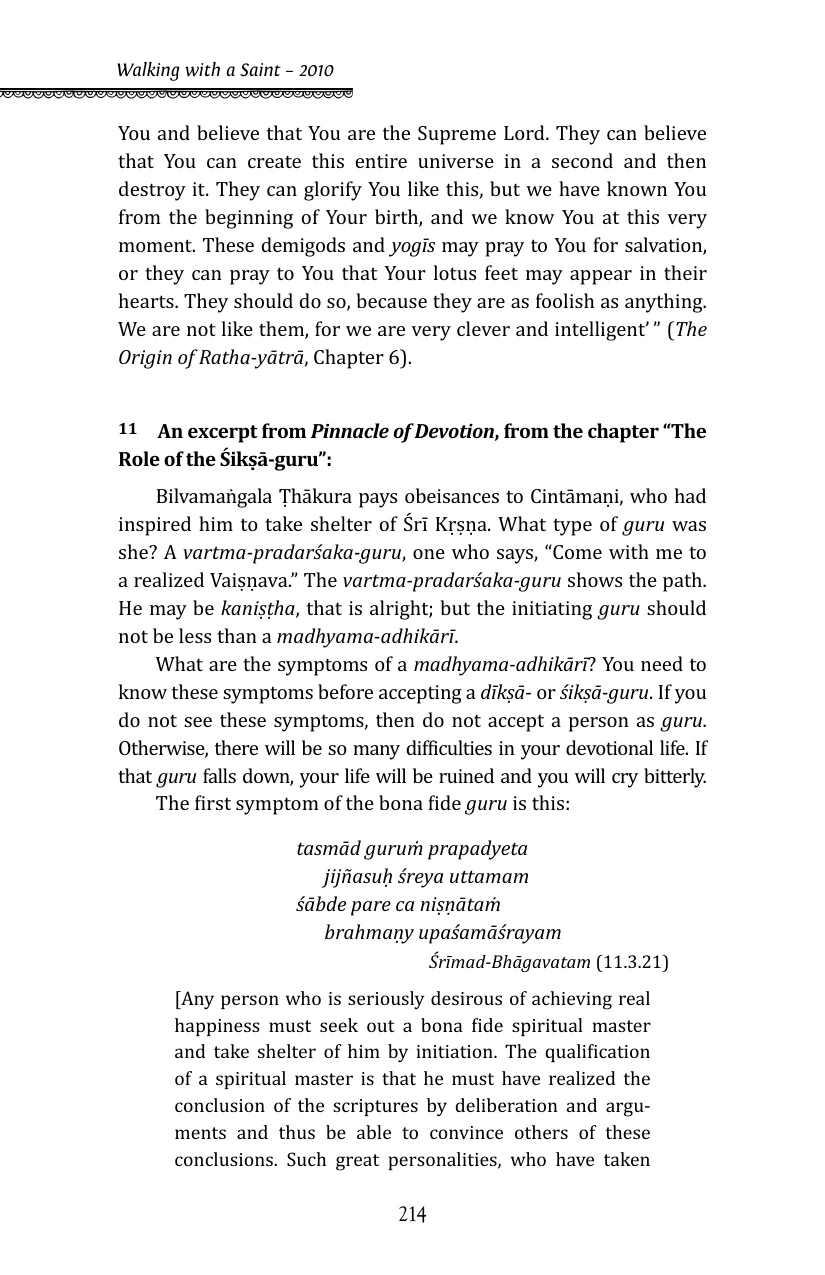 Walking with a Saint – 2010
You and believe that You are the Supreme Lord. They can believe
that You can create this entire universe in a second and then
destroy it. They can glorify You like this, but we have known You
from the beginning of Your birth, and we know You at this very
moment. These demigods and yogīs may pray to You for salvation,
or they can pray to You that Your lotus feet may appear in their
hearts. They should do so, because they are as foolish as anything.
We are not like them, for we are very clever and intelligent’ ” (The
Origin of Ratha-yātrā, Chapter 6).
11 An excerpt from Pinnacle of Devotion, from the chapter “The
Role of the Śikṣā-guru”:
Bilvamaṅgala Ṭhākura pays obeisances to Cintāmaṇi, who had
inspired him to take shelter of Śrī Kṛṣṇa. What type of guru was
she? A vartma-pradarśaka-guru, one who says, “Come with me to
a realized Vaiṣṇava.” The vartma-pradarśaka-guru shows the path.
He may be kaniṣṭha, that is alright; but the initiating guru should
not be less than a madhyama-adhikārī.
What are the symptoms of a madhyama-adhikārī? You need to
know these symptoms before accepting a dīkṣā- or śikṣā-guru. If you
do not see these symptoms, then do not accept a person as guru.
Otherwise, there will be so many difficulties in your devotional life. If
that guru falls down, your life will be ruined and you will cry bitterly.
The first symptom of the bona fide guru is this:
tasmād guruṁ prapadyeta
jijñasuḥ śreya uttamam
śābde pare ca niṣṇātaṁ
brahmaṇy upaśamāśrayam
Śrīmad-Bhāgavatam (11.3.21)
[Any person who is seriously desirous of achieving real
happiness must seek out a bona fide spiritual master
and take shelter of him by initiation. The qualification
of a spiritual master is that he must have realized the
conclusion of the scriptures by deliberation and argu-
ments and thus be able to convince others of these
conclusions. Such great personalities, who have taken
214